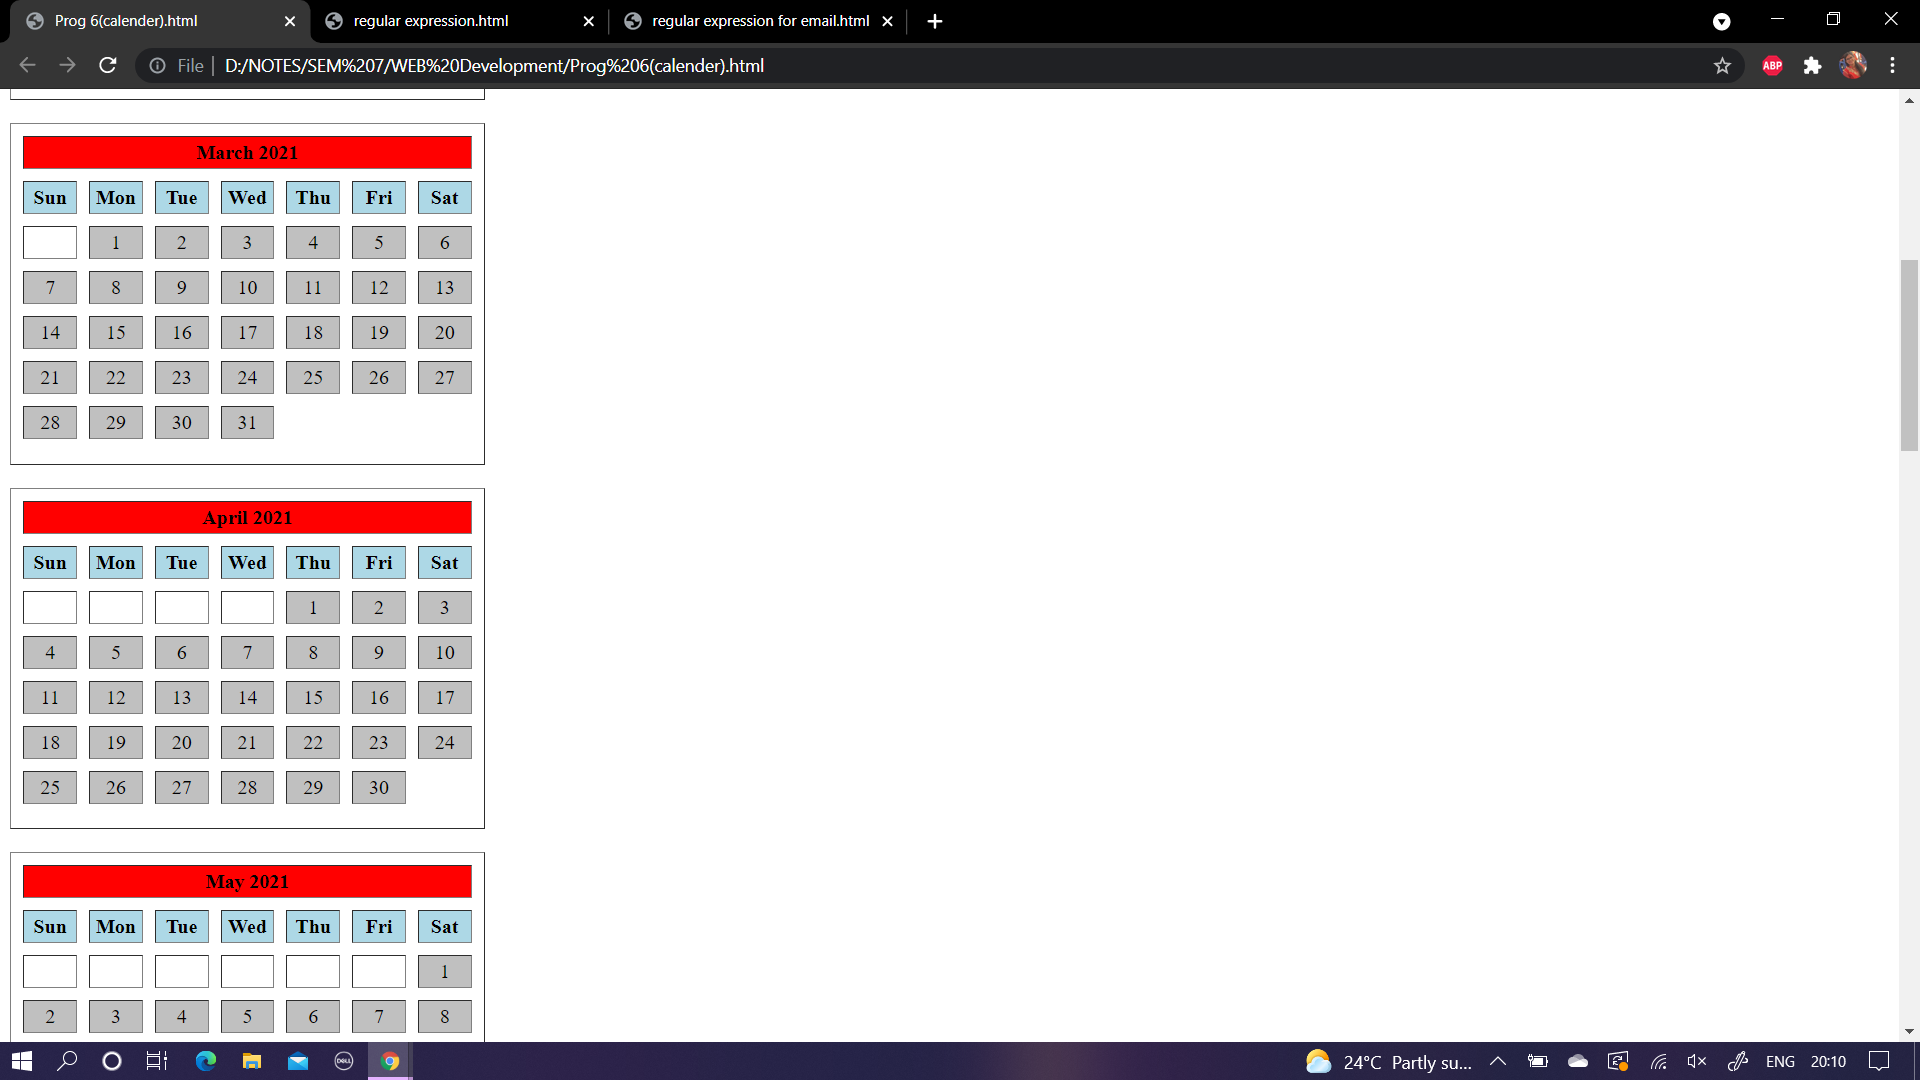 Prog 6(calender).html regular expression.html regular expression for email.html
File D:/NOTES/SEM%207/WEB%20Development/Prog%206(calender).html ABP
March 2021
Sun Mon Tue Wed Thu Fri Sat
1 2 3 4 5 6
7 8 9 10 11 12 13
14 15 16 17 18 19 20
21 22 23 24 25 26 27
28 29 30 31
April 2021
Sun Mon Tue Wed Thu Fri Sat
1 2 3
4 5 6 7 8 9 10
11 12 13 14 15 16 17
18 19 20 21 22 23 24
25 26 27 28 29 30
May 2021
Sun Mon Tue Wed Thu Fri Sat
1
2 3 4 5 6 7 8
DELL 24°C Partly su... ENG 20:10